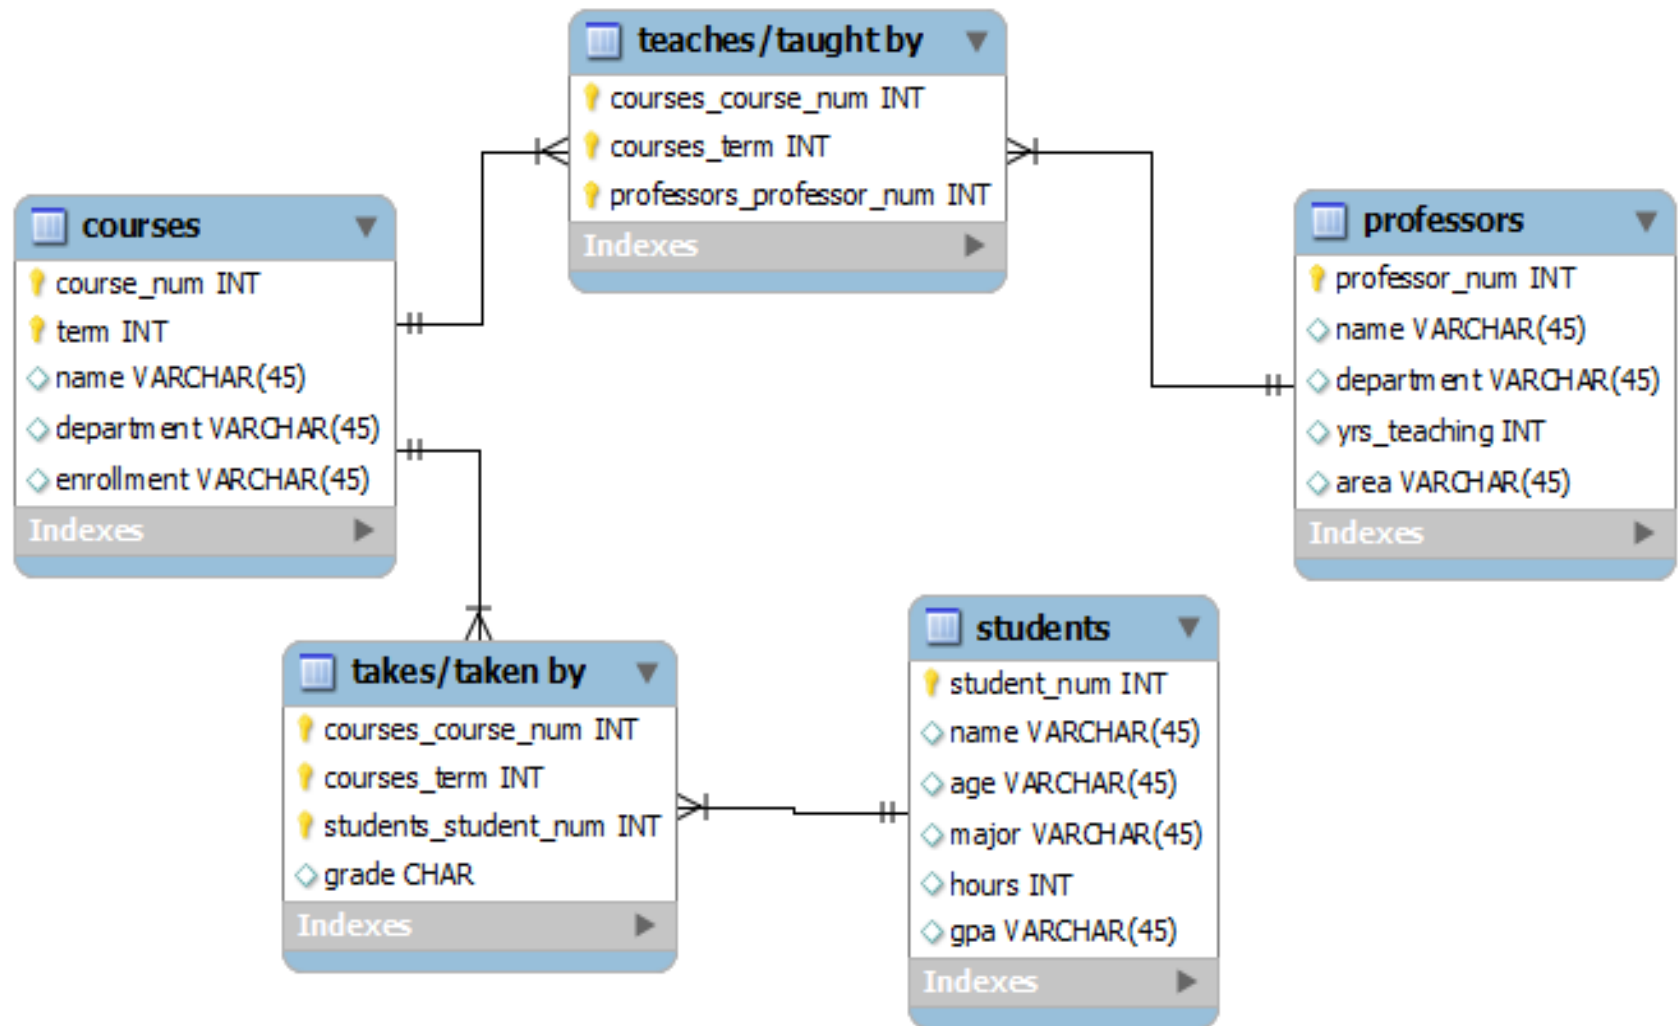 teaches/taught by
courses_course_num INT
courses_term INT
professors_professor_num INT
Indexes
courses
course_num INT
term INT
name VARCHAR(45)
department VARCHAR(45)
enrollment VARCHAR(45)
Indexes
professors
professor_num INT
name VARCHAR(45)
department VARCHAR(45)
yrs_teaching INT
area VARCHAR(45)
Indexes
takes/taken by
courses_course_num INT
courses_term INT
students_student_num INT
grade CHAR
Indexes
students
student_num INT
name VARCHAR(45)
age VARCHAR(45)
major VARCHAR(45)
hours INT
gpa VARCHAR(45)
Indexes